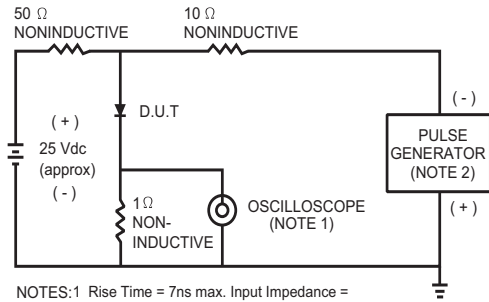 50 Ω
NONINDUCTIVE
10 Ω
NONINDUCTIVE
( + )
25 Vdc
(approx)
( - )
D.U.T
1Ω
NON-
INDUCTIVE
OSCILLOSCOPE
(NOTE 1)
( - )
PULSE
GENERATOR
(NOTE 2)
( + )
NOTES:1 Rise Time = 7ns max. Input Impedance =